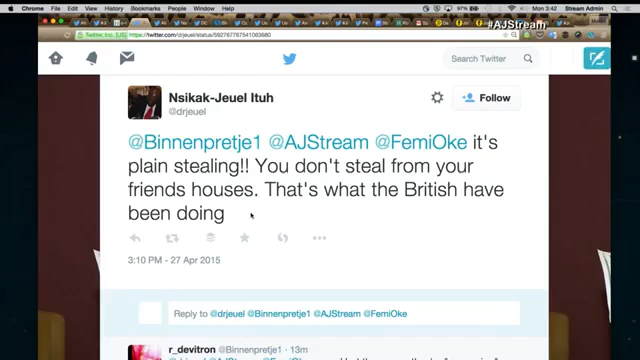 Chrome File Edit View History Bookmarks Window Help
Mon 3:42 Stream Admin
#AJStream
Twitter, Inc. [US] https://twitter.com/drjeuel/status/592767787541063680
Search Twitter
Nsikak-Jeuel Ituh
@drjeuel
Follow
@Binnenpretje1 @AJStream @FemiOke it's
plain stealing!! You don't steal from your
friends houses. That's what the British have
been doing
3:10 PM - 27 Apr 2015
Reply to @drjeuel @Binnenpretje1 @AJStream @FemiOke
r_devitron @Binnenpretje1 · 13m